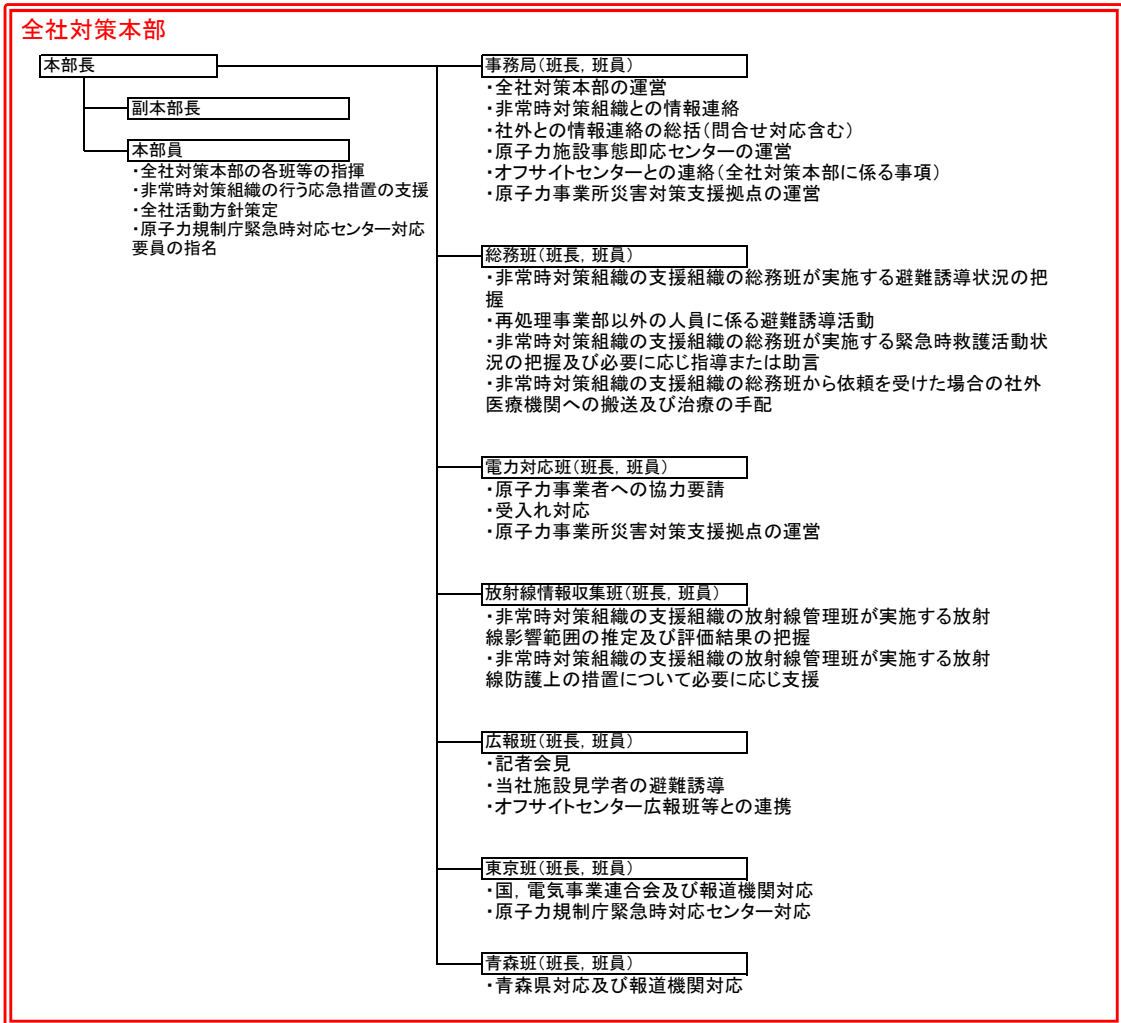 全社対策本部
本部長
副本部長
本部員
・全社対策本部の各班等の指揮
・非常時対策組織の行う応急措置の支援
・全社活動方針策定
・原子力規制庁緊急時対応センター対応
要員の指名
事務局(班長, 班員)
・全社対策本部の運営
・非常時対策組織との情報連絡
・社外との情報連絡の総括(問合せ対応含む)
・原子力施設事態即応センターの運営
・オフサイトセンターとの連絡(全社対策本部に係る事項)
・原子力事業所災害対策支援拠点の運営
総務班(班長, 班員)
・非常時対策組織の支援組織の総務班が実施する避難誘導状況の把
握
・再処理事業部以外の人員に係る避難誘導活動
・非常時対策組織の支援組織の総務班が実施する緊急時救護活動状
況の把握及び必要に応じ指導または助言
・非常時対策組織の支援組織の総務班から依頼を受けた場合の社外
医療機関への搬送及び治療の手配
電力対応班(班長, 班員)
・原子力事業者への協力要請
・受入れ対応
・原子力事業所災害対策支援拠点の運営
放射線情報収集班(班長, 班員)
・非常時対策組織の支援組織の放射線管理班が実施する放射
線影響範囲の推定及び評価結果の把握
・非常時対策組織の支援組織の放射線管理班が実施する放射
線防護上の措置について必要に応じ支援
広報班(班長, 班員)
・記者会見
・当社施設見学者の避難誘導
・オフサイトセンター広報班等との連携
東京班(班長, 班員)
・国, 電気事業連合会及び報道機関対応
・原子力規制庁緊急時対応センター対応
青森班(班長, 班員)
・青森県対応及び報道機関対応